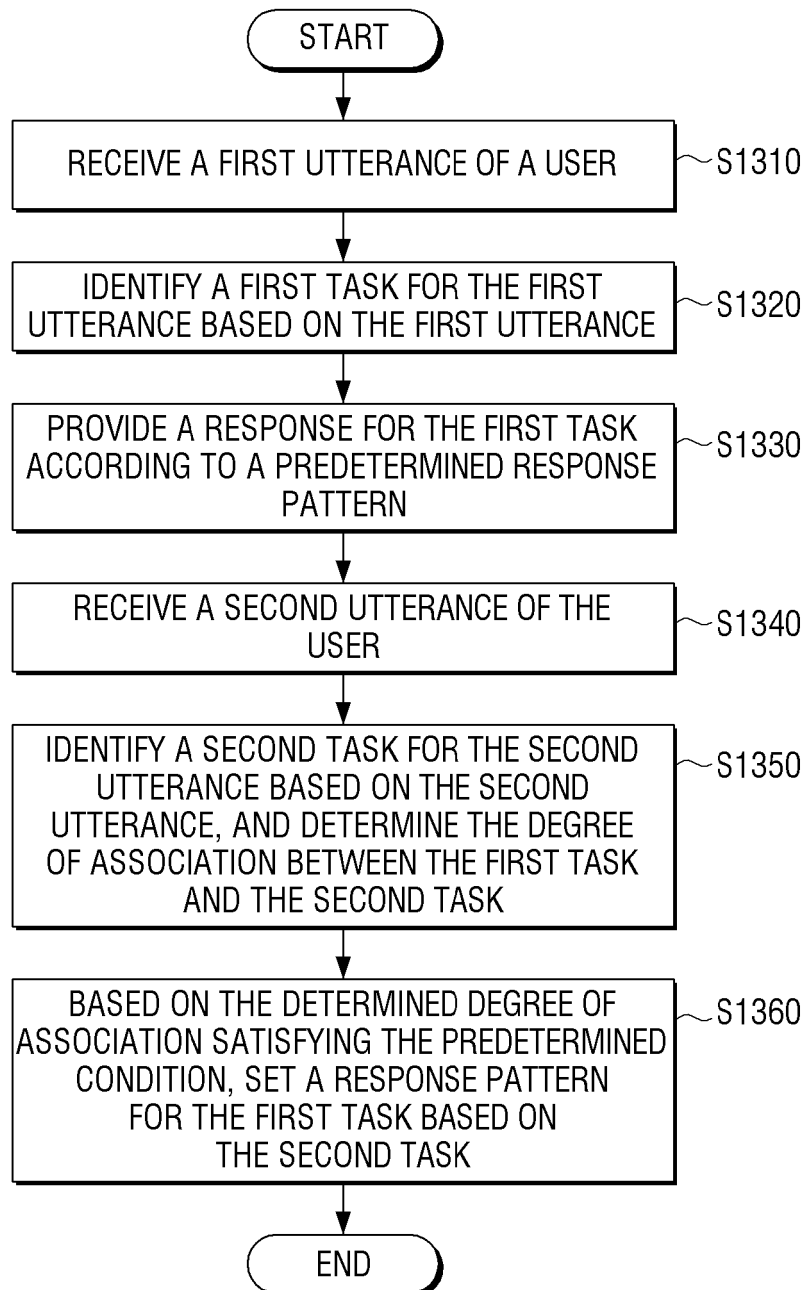 START
RECEIVE A FIRST UTTERANCE OF A USER
S1310
IDENTIFY A FIRST TASK FOR THE FIRST
UTTERANCE BASED ON THE FIRST UTTERANCE
S1320
PROVIDE A RESPONSE FOR THE FIRST TASK
ACCORDING TO A PREDETERMINED RESPONSE
PATTERN
S1330
RECEIVE A SECOND UTTERANCE OF THE
USER
S1340
IDENTIFY A SECOND TASK FOR THE SECOND
UTTERANCE BASED ON THE SECOND
UTTERANCE, AND DETERMINE THE DEGREE
OF ASSOCIATION BETWEEN THE FIRST TASK
AND THE SECOND TASK
S1350
BASED ON THE DETERMINED DEGREE OF
ASSOCIATION SATISFYING THE PREDETERMINED
CONDITION, SET A RESPONSE PATTERN
FOR THE FIRST TASK BASED ON
THE SECOND TASK
S1360
END